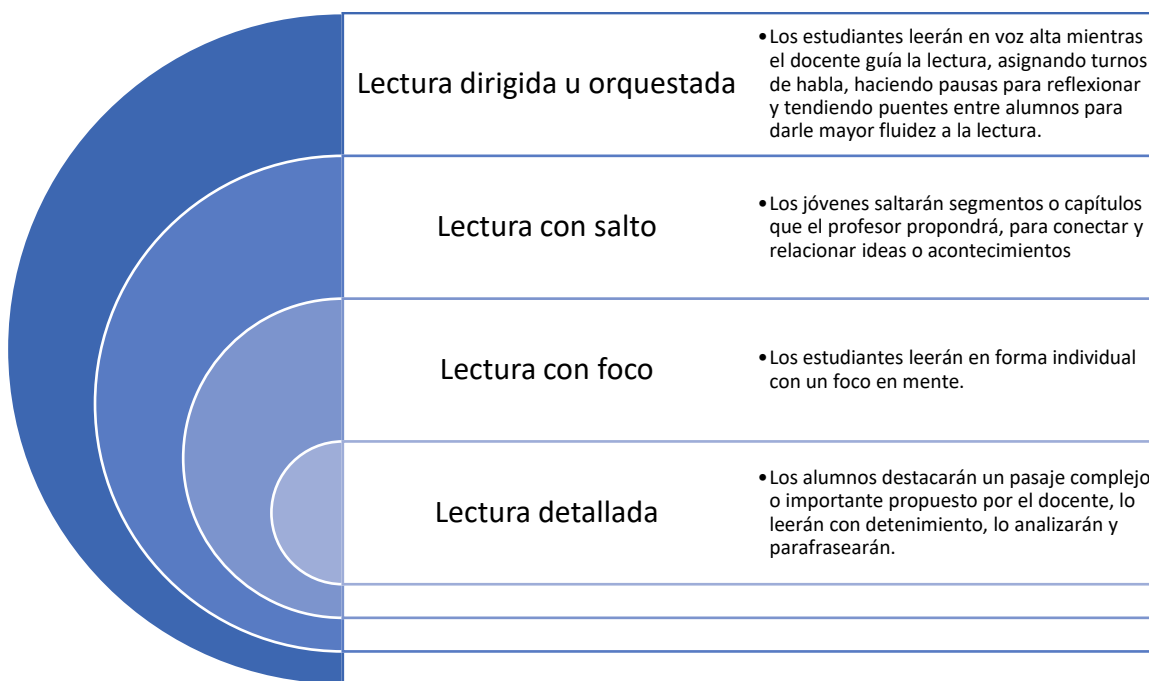 Lectura dirigida u orquestada
•Los estudiantes leerán en voz alta mientras
el docente guía la lectura, asignando turnos
de habla, haciendo pausas para reflexionar
y tendiendo puentes entre alumnos para
darle mayor fluidez a la lectura.
Lectura con salto
•Los jóvenes saltarán segmentos o capítulos
que el profesor propondrá, para conectar y
relacionar ideas o acontecimientos
Lectura con foco
•Los estudiantes leerán en forma individual
con un foco en mente.
Lectura detallada
•Los alumnos destacarán un pasaje complejo
o importante propuesto por el docente, lo
leerán con detenimiento, lo analizarán y
parafrasearán.